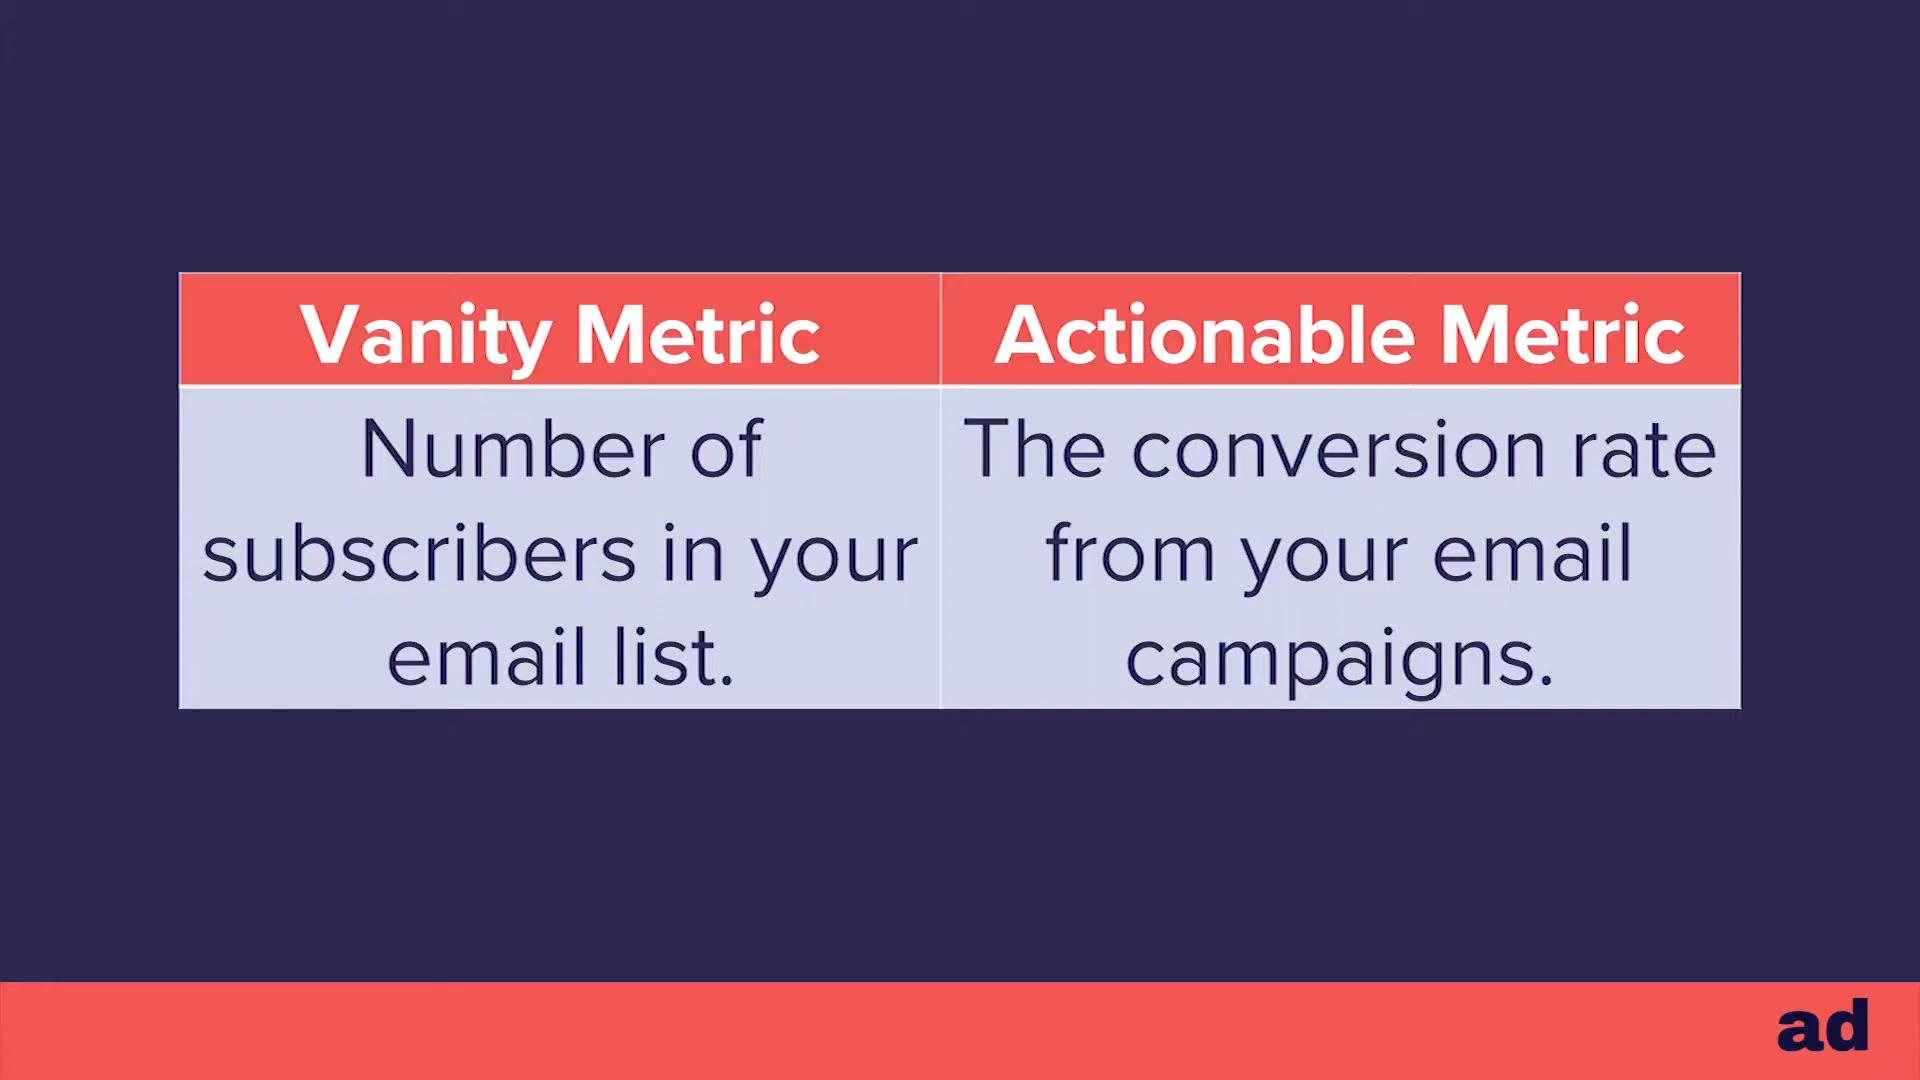 Vanity Metric
Actionable Metric
Number of
subscribers in your
email list.
The conversion rate
from your email
campaigns.
ad